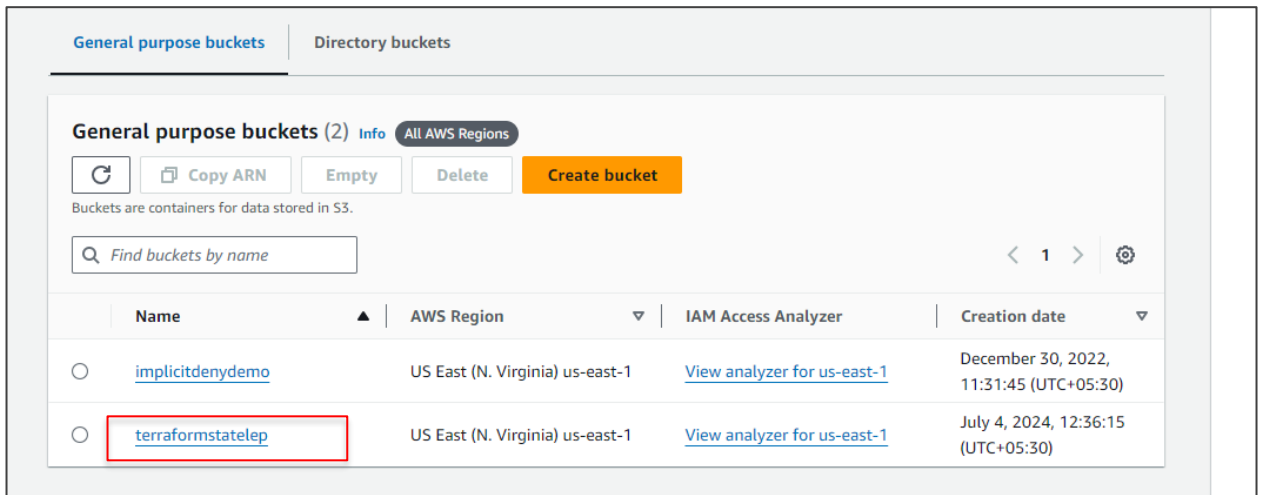 General purpose buckets Directory buckets
General purpose buckets (2) Info All AWS Regions
Copy ARN Empty Delete Create bucket
Buckets are containers for data stored in S3.
Find buckets by name 1
Name AWS Region IAM Access Analyzer Creation date
implicitdenydemo US East (N. Virginia) us-east-1 View analyzer for us-east-1 December 30, 2022,
11:31:45 (UTC+05:30)
terraformstatelep US East (N. Virginia) us-east-1 View analyzer for us-east-1 July 4, 2024, 12:36:15
(UTC+05:30)